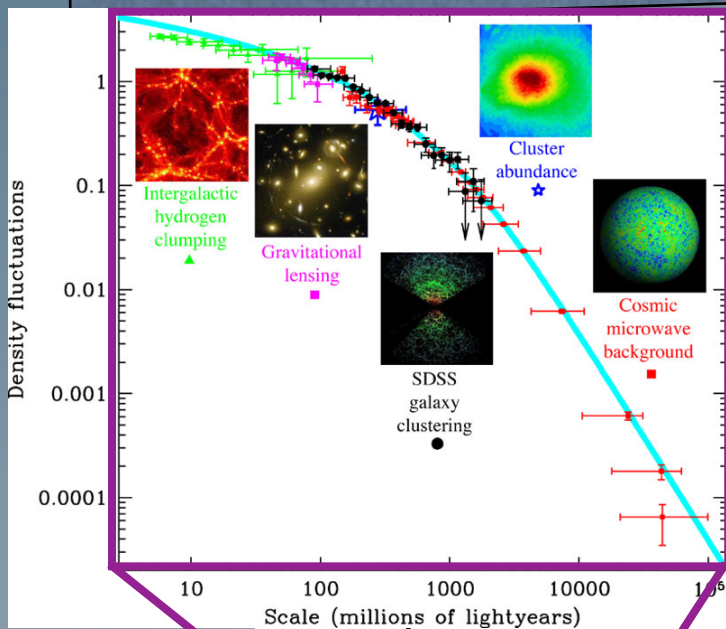 Density fluctuations
1
0.1
0.01
0.001
0.0001
Intergalactic
hydrogen
clumping
Gravitational
lensing
SDSS
galaxy
clustering
Cluster
abundance
Cosmic
microwave
background
10
100
1000
10000
10⁵
Scale (millions of lightyears)